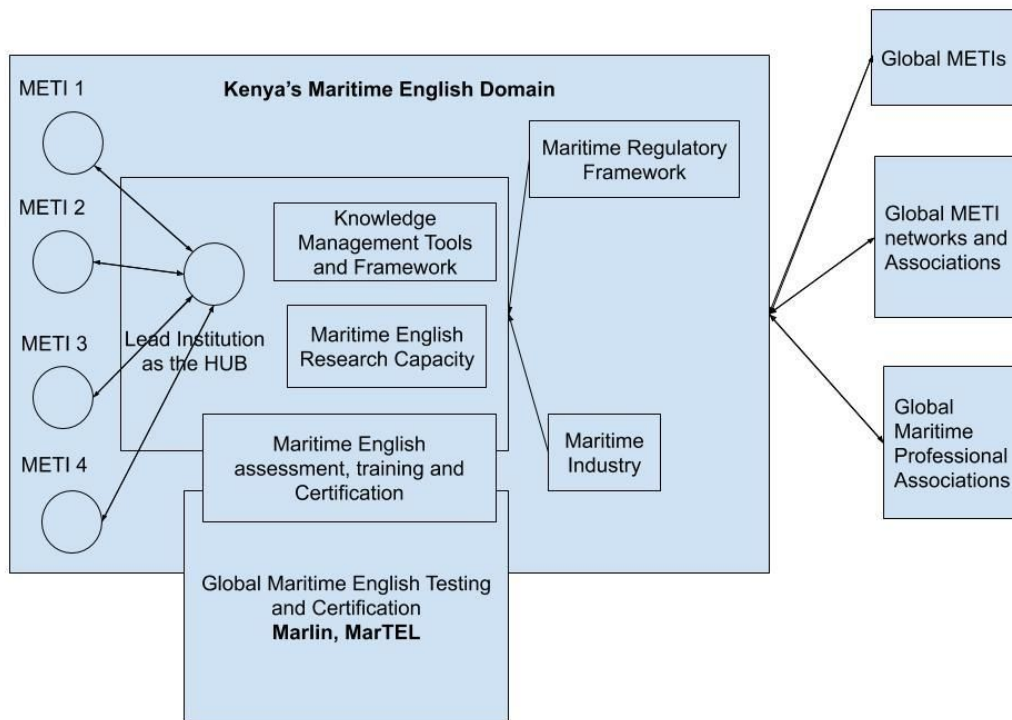 METI 1
Kenya's Maritime English Domain
Global METIs
Maritime Regulatory
Framework
METI 2
Knowledge
Management Tools
and Framework
Global METI
networks and
Associations
METI 3
Lead Institution
as the HUB
Maritime English
Research Capacity
METI 4
Maritime English
assessment, training and
Certification
Maritime
Industry
Global
Maritime
Professional
Associations
Global Maritime English Testing
and Certification
Marlin, MarTEL